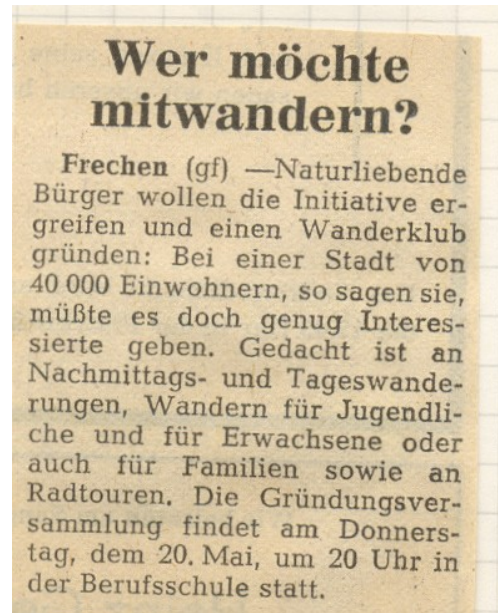 Wer möchte
mitwandern?
Frechen (gf) —Naturliebende
Bürger wollen die Initiative er-
greifen und einen Wanderklub
gründen: Bei einer Stadt von
40 000 Einwohnern, so sagen sie,
müßte es doch genug Interes-
sierte geben. Gedacht ist an
Nachmittags- und Tageswande-
rungen, Wandern für Jugendli-
che und für Erwachsene oder
auch für Familien sowie an
Radtouren. Die Gründungsver-
sammlung findet am Donners-
tag, dem 20. Mai, um 20 Uhr in
der Berufsschule statt.